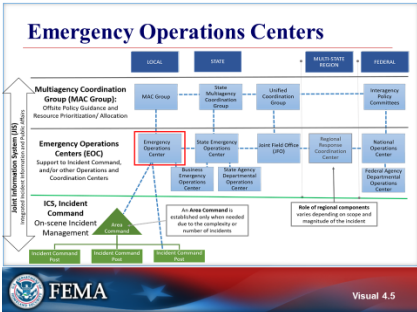 Emergency Operations Centers
LOCAL
STATE
MULTI-STATE
REGION
FEDERAL
Joint Information System (JIS)
Integrated Incident Information and Public Affairs
Multiagency Coordination
Group (MAC Group):
Offsite Policy Guidance and
Resource Prioritization/ Allocation
MAC Group
State
Multiagency
Coordination
Group
Unified
Coordination
Group
Interagency
Policy
Committees
Emergency Operations
Centers (EOC)
Support to Incident Command,
and/or other Operations and
Coordination Centers
Emergency
Operations
Center
State Emergency
Operations
Center
Joint Field Office
(JFO)
Regional
Response
Coordination
Center
National
Operations
Center
Business
Emergency
Operations
Center
State Agency
Departmental
Operations
Center
Federal Agency
Departmental
Operations
Center
ICS, Incident
Command
On-scene Incident
Management
Area
Command
An Area Command is
established only when needed
due to the complexity or
number of incidents
Role of regional components
varies depending on scope and
magnitude of the incident
Incident Command
Post
Incident Command
Post
Incident Command
Post
FEMA
Visual 4.5